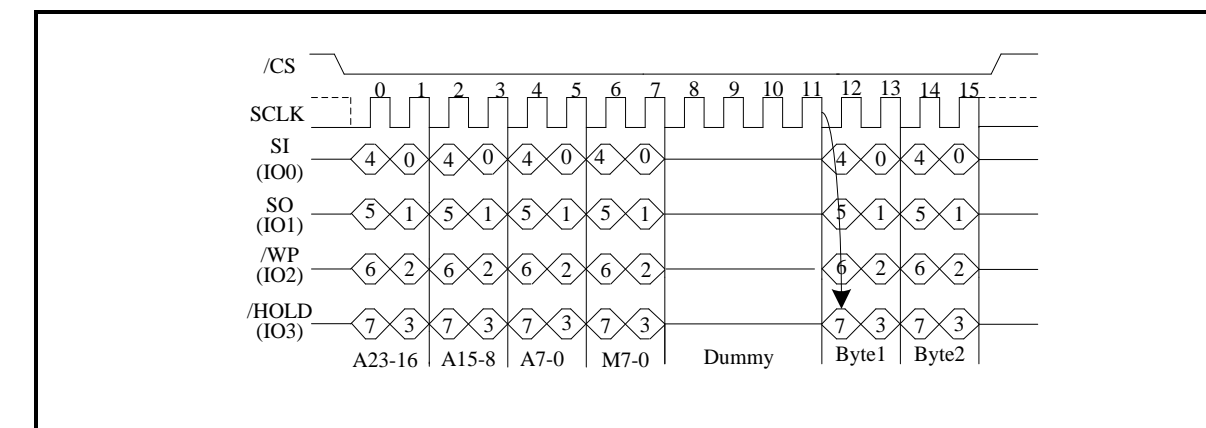 /CS
0 1 2 3 4 5 6 7 8 9 10 11 12 13 14 15
SCLK
SI
(IO0)
4 0 4 0 4 0 4 0 4 0 4 0
SO
(IO1)
5 1 5 1 5 1 5 1 5 1 5 1
/WP
(IO2)
6 2 6 2 6 2 6 2 6 2 6 2
/HOLD
(IO3)
7 3 7 3 7 3 7 3 7 3 7 3
A23-16 A15-8 A7-0 M7-0 Dummy Byte1 Byte2